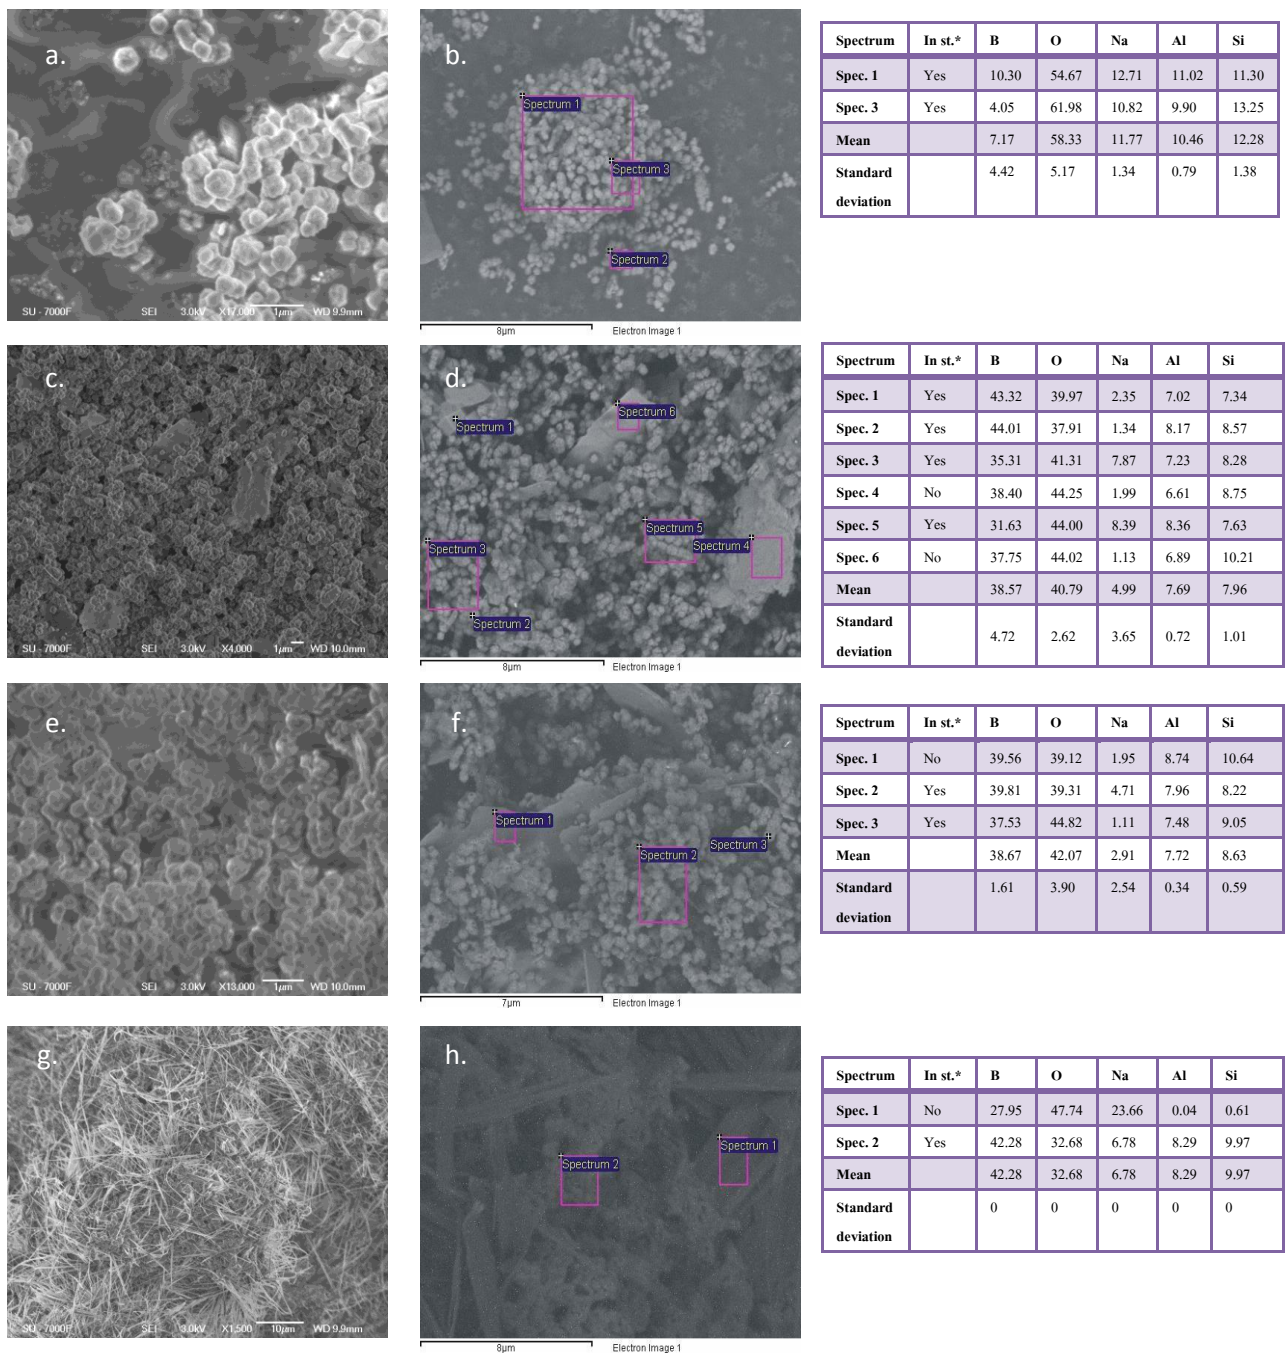 a.
SU - 7000F SEI 3.0kV X17,000 1µm WD 9.9mm
b.
Spectrum 1
Spectrum 3
Spectrum 2
8µm Electron Image 1
Spectrum In st.* B O Na Al Si
Spec. 1 Yes 10.30 54.67 12.71 11.02 11.30
Spec. 3 Yes 4.05 61.98 10.82 9.90 13.25
Mean 7.17 58.33 11.77 10.46 12.28
Standard 4.42 5.17 1.34 0.79 1.38
deviation
c.
SU - 7000F SEI 3.0kV X4,000 1µm WD 10.0mm
d.
Spectrum 6
Spectrum 1
Spectrum 5
Spectrum 4
Spectrum 3
Spectrum 2
8µm Electron Image 1
Spectrum In st.* B O Na Al Si
Spec. 1 Yes 43.32 39.97 2.35 7.02 7.34
Spec. 2 Yes 44.01 37.91 1.34 8.17 8.57
Spec. 3 Yes 35.31 41.31 7.87 7.23 8.28
Spec. 4 No 38.40 44.25 1.99 6.61 8.75
Spec. 5 Yes 31.63 44.00 8.39 8.36 7.63
Spec. 6 No 37.75 44.02 1.13 6.89 10.21
Mean 38.57 40.79 4.99 7.69 7.96
Standard
4.72 2.62 3.65 0.72 1.01
deviation
e.
SU - 7000F SEI 3.0kV X13,000 1µm WD 10.0mm
f.
Spectrum 1
Spectrum 3
Spectrum 2
7µm Electron Image 1
Spectrum In st.* B O Na Al Si
Spec. 1 No 39.56 39.12 1.95 8.74 10.64
Spec. 2 Yes 39.81 39.31 4.71 7.96 8.22
Spec. 3 Yes 37.53 44.82 1.11 7.48 9.05
Mean 38.67 42.07 2.91 7.72 8.63
Standard 1.61 3.90 2.54 0.34 0.59
deviation
g.
SU - 7000F SEI 3.0kV X1,500 10µm WD 9.9mm
h.
Spectrum 1
Spectrum 2
8µm Electron Image 1
Spectrum In st.* B O Na Al Si
Spec. 1 No 27.95 47.74 23.66 0.04 0.61
Spec. 2 Yes 42.28 32.68 6.78 8.29 9.97
Mean 42.28 32.68 6.78 8.29 9.97
Standard 0 0 0 0 0
deviation